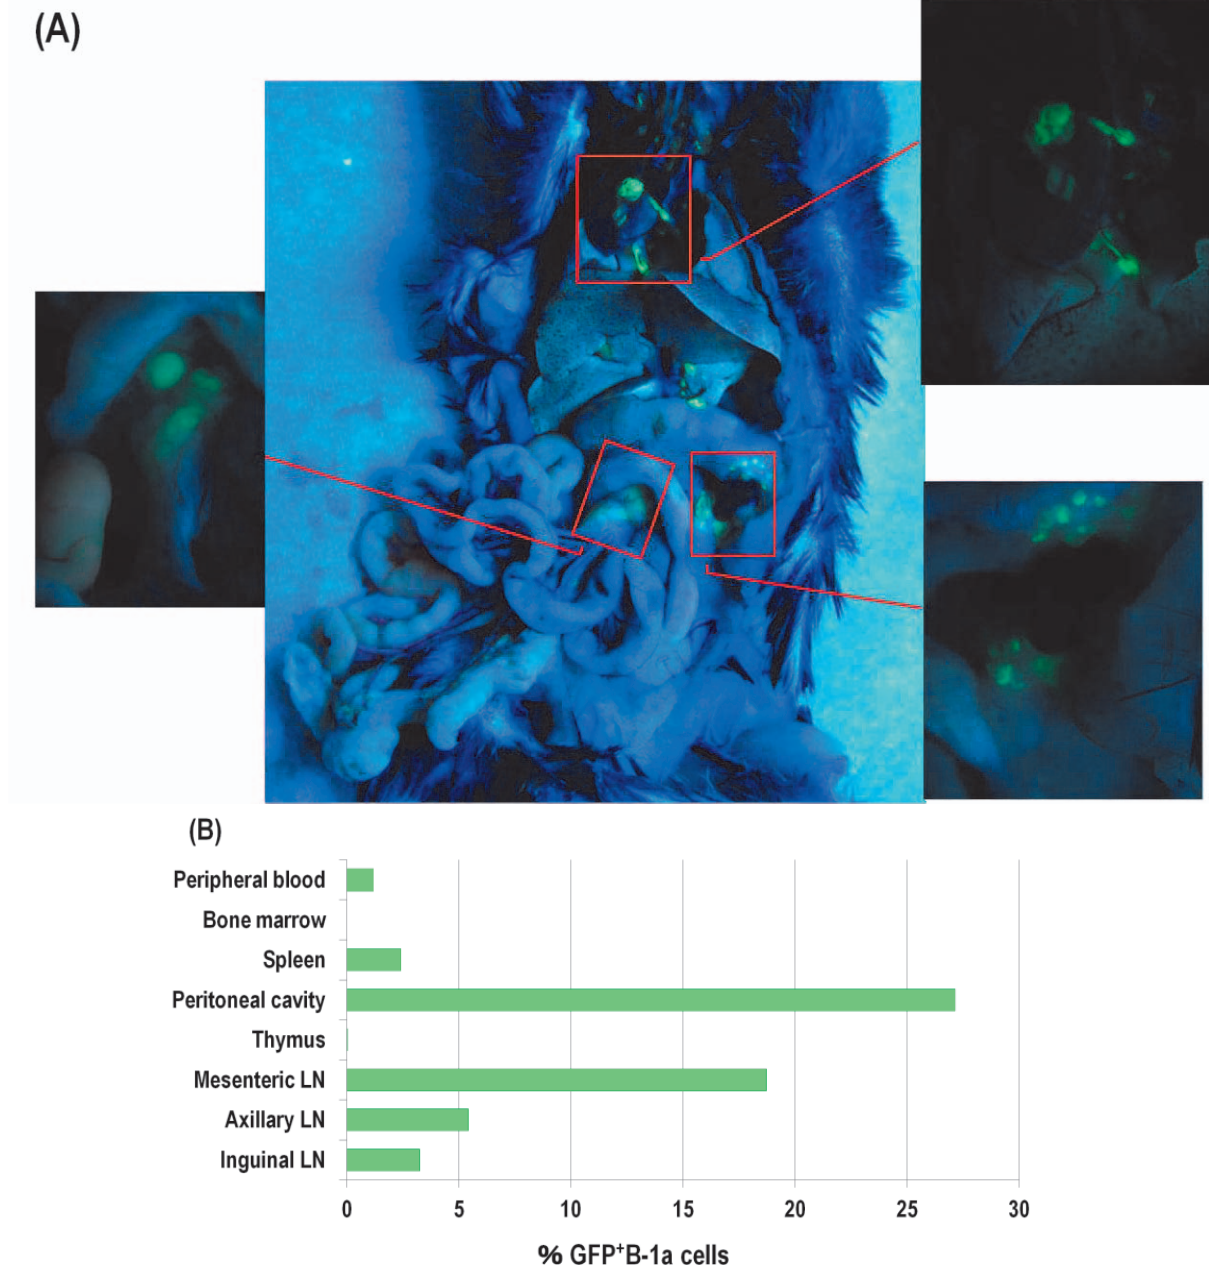 (A)
(B)
Peripheral blood
Bone marrow
Spleen
Peritoneal cavity
Thymus
Mesenteric LN
Axillary LN
Inguinal LN
0 5 10 15 20 25 30
% GFP⁺B-1a cells